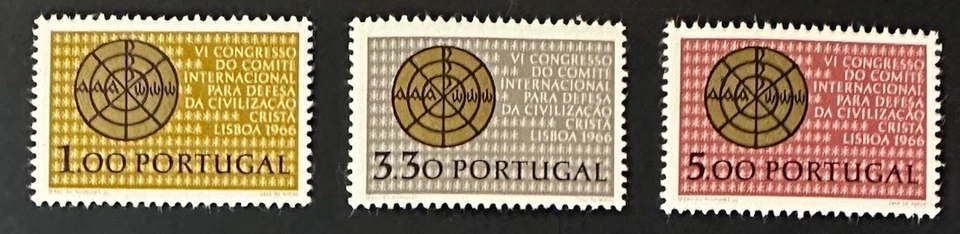 VI CONGRESSO
DO COMITÉ
INTERNACIONAL
PARA DEFESA
DA CIVILIZAÇÃO
CRISTÃ
LISBOA 1966
1.00 PORTUGAL
VI CONGRESSO
DO COMITÉ
INTERNACIONAL
PARA DEFESA
DA CIVILIZAÇÃO
CRISTÃ
LISBOA 1966
3.30 PORTUGAL
VI CONGRESSO
DO COMITÉ
INTERNACIONAL
PARA DEFESA
DA CIVILIZAÇÃO
CRISTÃ
LISBOA 1966
5.00 PORTUGAL